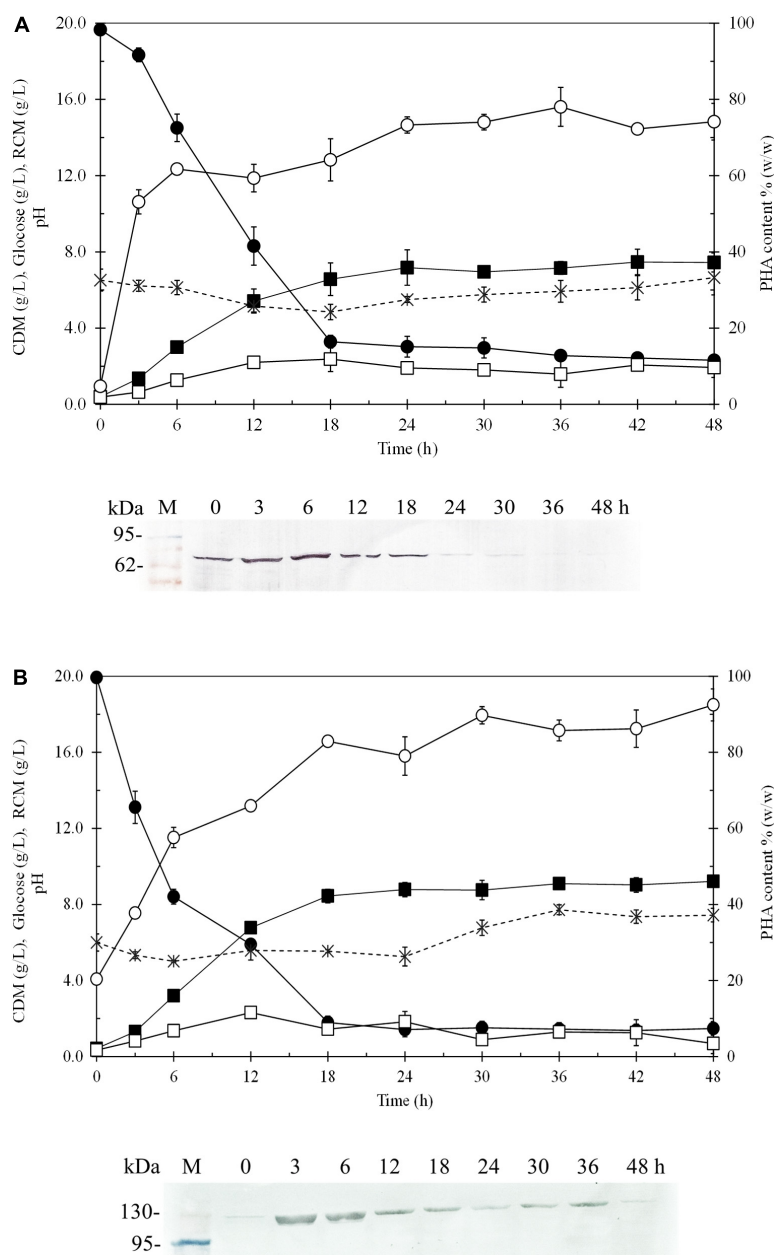 A
20.0
16.0
12.0
8.0
4.0
0.0
100
80
60
40
20
0
CDM (g/L), Glocose (g/L), RCM (g/L)
pH
PHA content % (w/w)
0 6 12 18 24 30 36 42 48
Time (h)
kDa M 0 3 6 12 18 24 30 36 48 h
95-
62-
B
20.0
16.0
12.0
8.0
4.0
0.0
100
80
60
40
20
0
CDM (g/L), Glucose (g/L), RCM (g/L)
pH
PHA content % (w/w)
0 6 12 18 24 30 36 42 48
Time (h)
kDa M 0 3 6 12 18 24 30 36 48 h
130-
95-